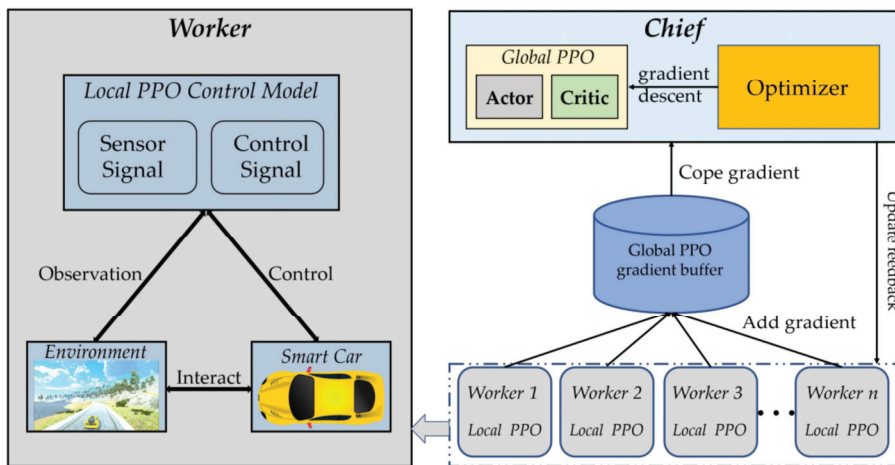 Worker
Local PPO Control Model
Sensor
Signal
Control
Signal
Observation
Control
Environment
Interact
Smart Car
Chief
Global PPO
Actor
Critic
gradient
descent
Optimizer
Cope gradient
Update feedback
Global PPO
gradient buffer
Add gradient
Worker 1
Local PPO
Worker 2
Local PPO
Worker 3
Local PPO
Worker n
Local PPO